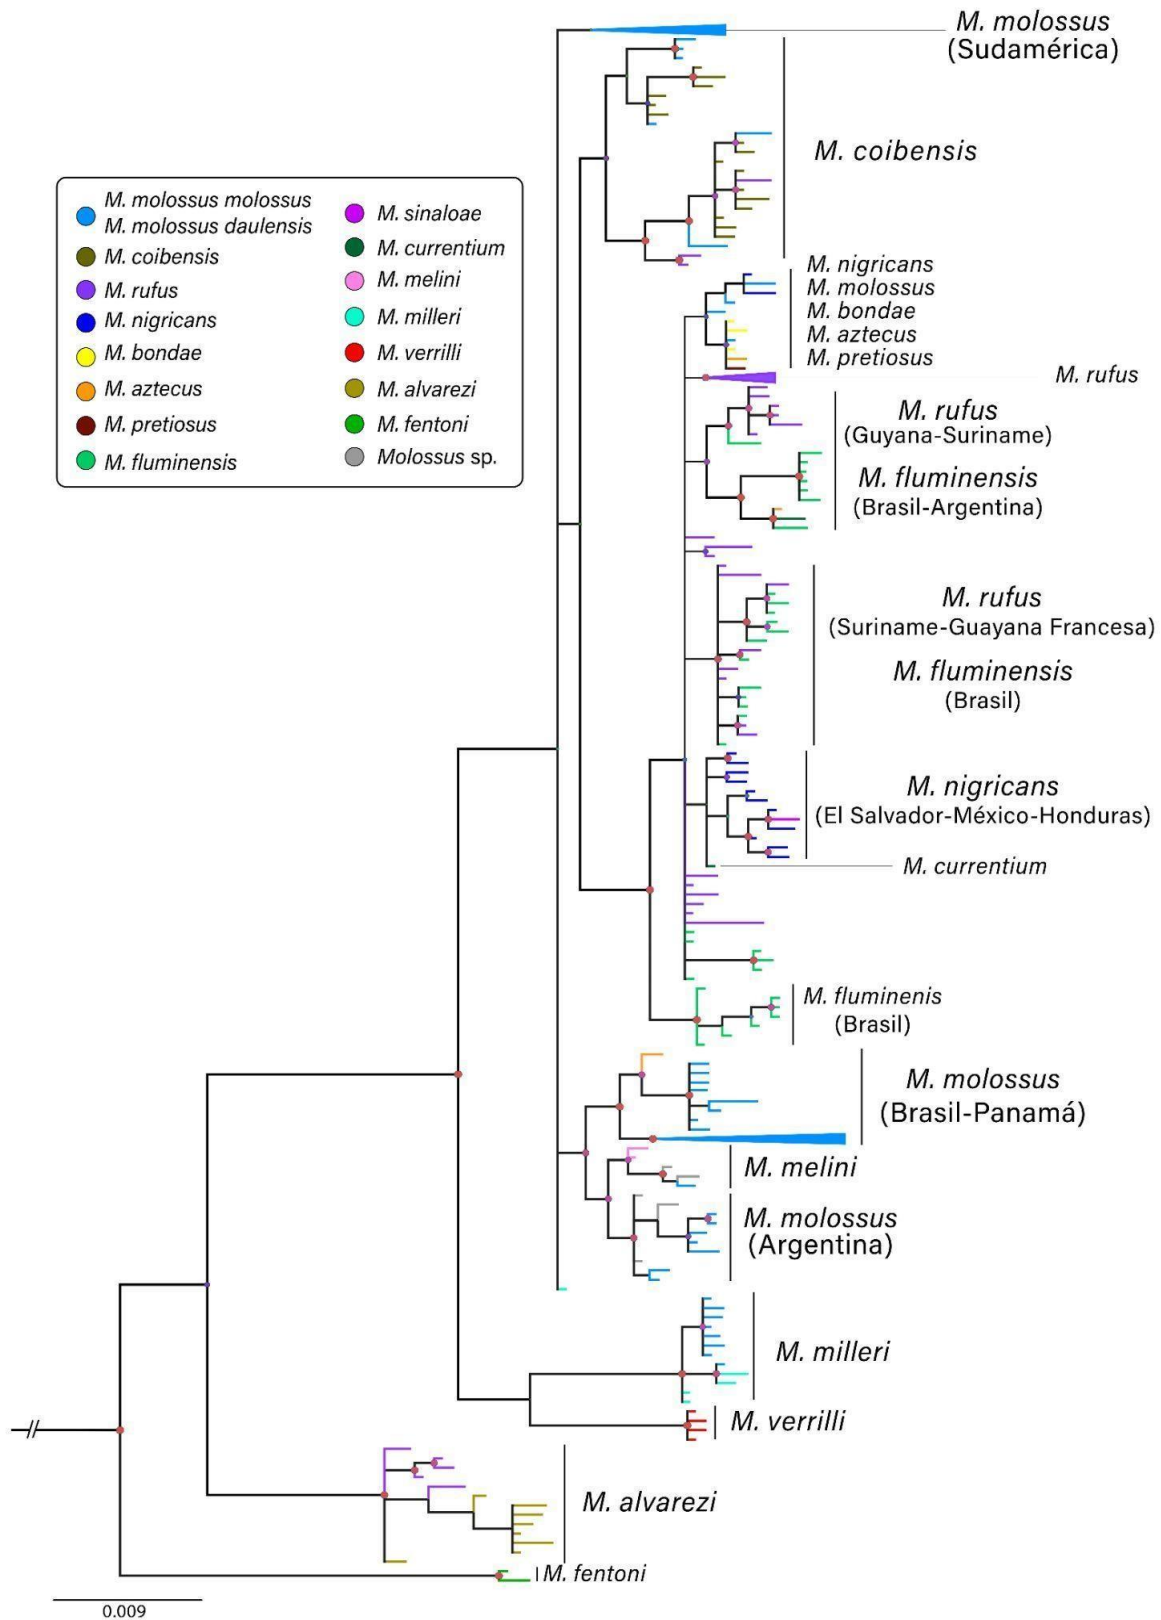 M. molossus
(Sudamérica)
M. coibensis
M. molossus molossus
M. molossus daulensis
M. coibensis
M. rufus
M. nigricans
M. bondae
M. aztecus
M. pretiosus
M. fluminensis
M. sinaloae
M. currentium
M. melini
M. milleri
M. verrilli
M. alvarezi
M. fentoni
Molossus sp.
M. nigricans
M. molossus
M. bondae
M. aztecus
M. pretiosus
M. rufus
M. rufus
(Guyana-Suriname)
M. fluminensis
(Brasil-Argentina)
M. rufus
(Suriname-Guayana Francesa)
M. fluminensis
(Brasil)
M. nigricans
(El Salvador-México-Honduras)
M. currentium
M. fluminenis
(Brasil)
M. molossus
(Brasil-Panamá)
M. melini
M. molossus
(Argentina)
M. milleri
M. verrilli
M. alvarezi
M. fentoni
0.009